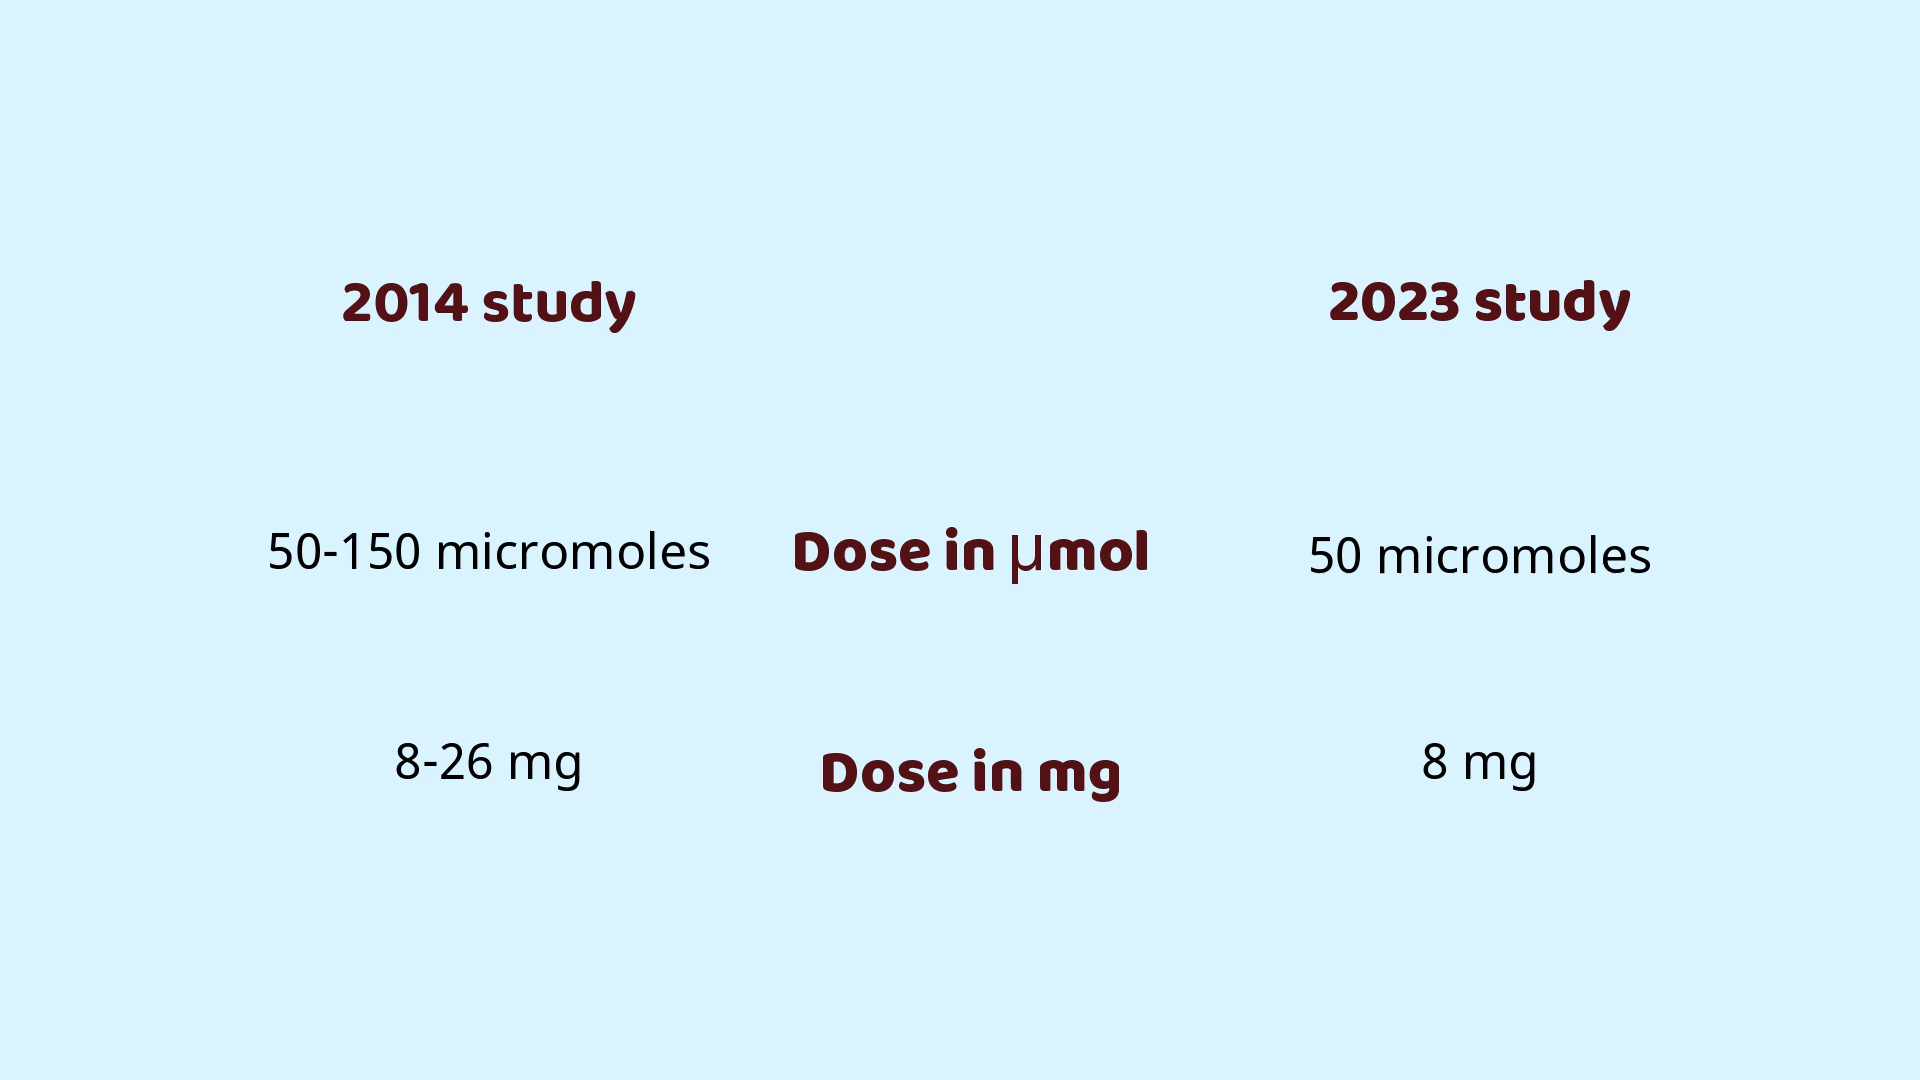 2014 study
2023 study
50-150 micromoles
Dose in μmol
50 micromoles
8-26 mg
Dose in mg
8 mg